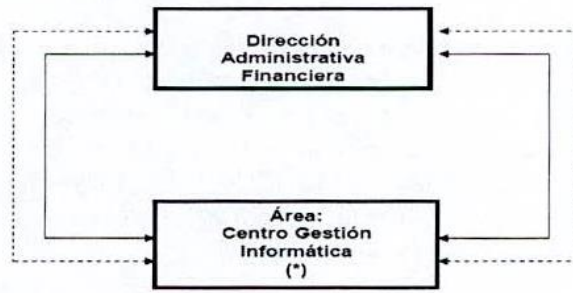 Dirección
Administrativa
Financiera
Área:
Centro Gestión
Informática
(*)